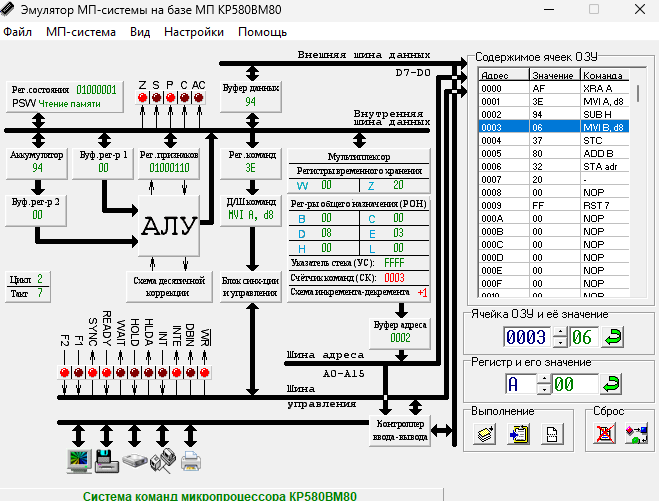 Эмулятор МП-системы на базе МП КР580ВМ80
Файл МП-система Вид Настройки Помощь
Внешняя шина данных
D7-D0
Рег.состояния 01000001
PSW Чтение памяти
Z S P C AC
Буфер данных
94
Внутренняя
шина данных
Аккумулятор
94
Буф.рег-р 1
00
Рег.признаков
01000110
Рег.команд
3E
Мультиплексор
Регистры временного хранения
W 00 Z 20
Буф.рег-р 2
00
АЛУ
Д/Ш команд
MVI A, d8
Рег-ры общего назначения (РОН)
B 00 C 00
D 08 E 03
H 00 L 00
Указатель стека (УС): FFFF
Счётчик команд (СК): 0003
Схема инкремента-декремента +1
Цикл 2
Такт 7
Схема десятичной
коррекции
Блок синх-ции
и управления
Буфер адреса
0002
F2 F1 SYNC READY WAIT HOLD HLDA INT INTE DBIN WR
Шина адреса
A0-A15
Шина
управления
Контроллер
ввода-вывода
Система команд микропроцессора КР580ВМ80
Содержимое ячеек ОЗУ
Адрес Значение Команда
0000 AF XRA A
0001 3E MVI A, d8
0002 94 SUB H
0003 06 MVI B, d8
0004 37 STC
0005 80 ADD B
0006 32 STA adr
0007 20 -
0008 00 NOP
0009 FF RST 7
000A 00 NOP
000B 00 NOP
000C 00 NOP
000D 00 NOP
000E 00 NOP
000F 00 NOP
0010 00 NOP
Ячейка ОЗУ и её значение
0003 06
Регистр и его значение
A 00
Выполнение
Сброс